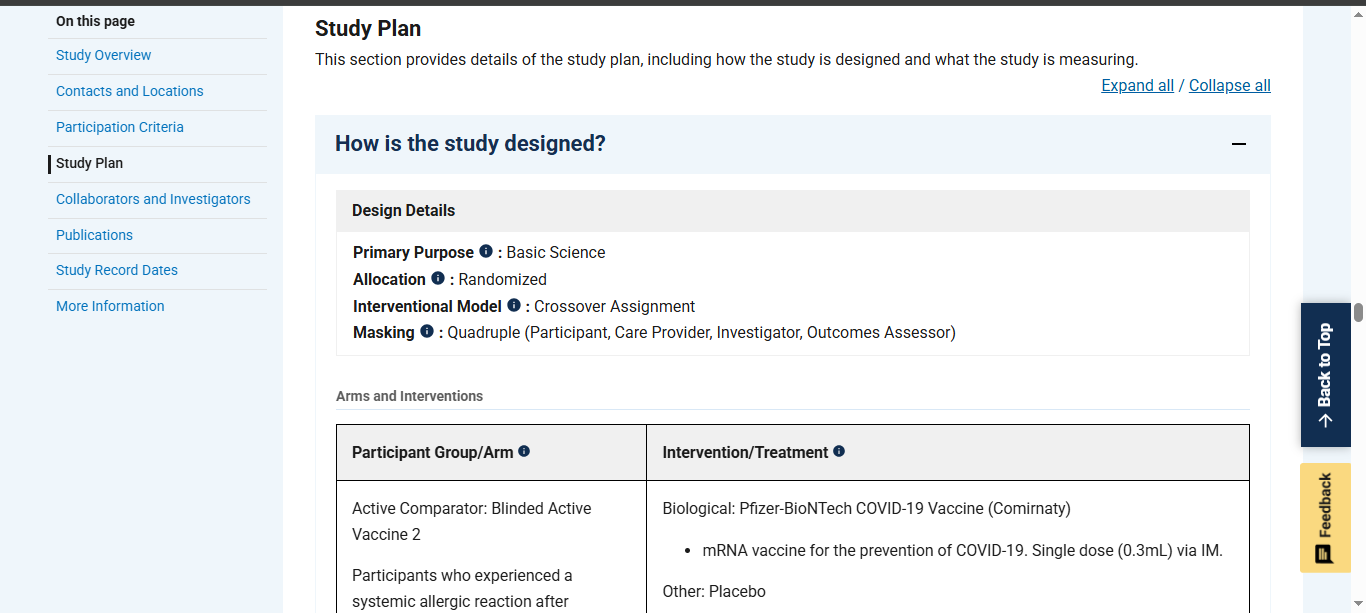 On this page
Study Overview
Contacts and Locations
Participation Criteria
Study Plan
Collaborators and Investigators
Publications
Study Record Dates
More Information
Study Plan
This section provides details of the study plan, including how the study is designed and what the study is measuring.
Expand all / Collapse all
How is the study designed?
Design Details
Primary Purpose : Basic Science
Allocation : Randomized
Interventional Model : Crossover Assignment
Masking : Quadruple (Participant, Care Provider, Investigator, Outcomes Assessor)
Arms and Interventions
Participant Group/Arm
Intervention/Treatment
Active Comparator: Blinded Active
Vaccine 2
Participants who experienced a
systemic allergic reaction after
Biological: Pfizer-BioNTech COVID-19 Vaccine (Comirnaty)
• mRNA vaccine for the prevention of COVID-19. Single dose (0.3mL) via IM.
Other: Placebo
Back to Top
Feedback